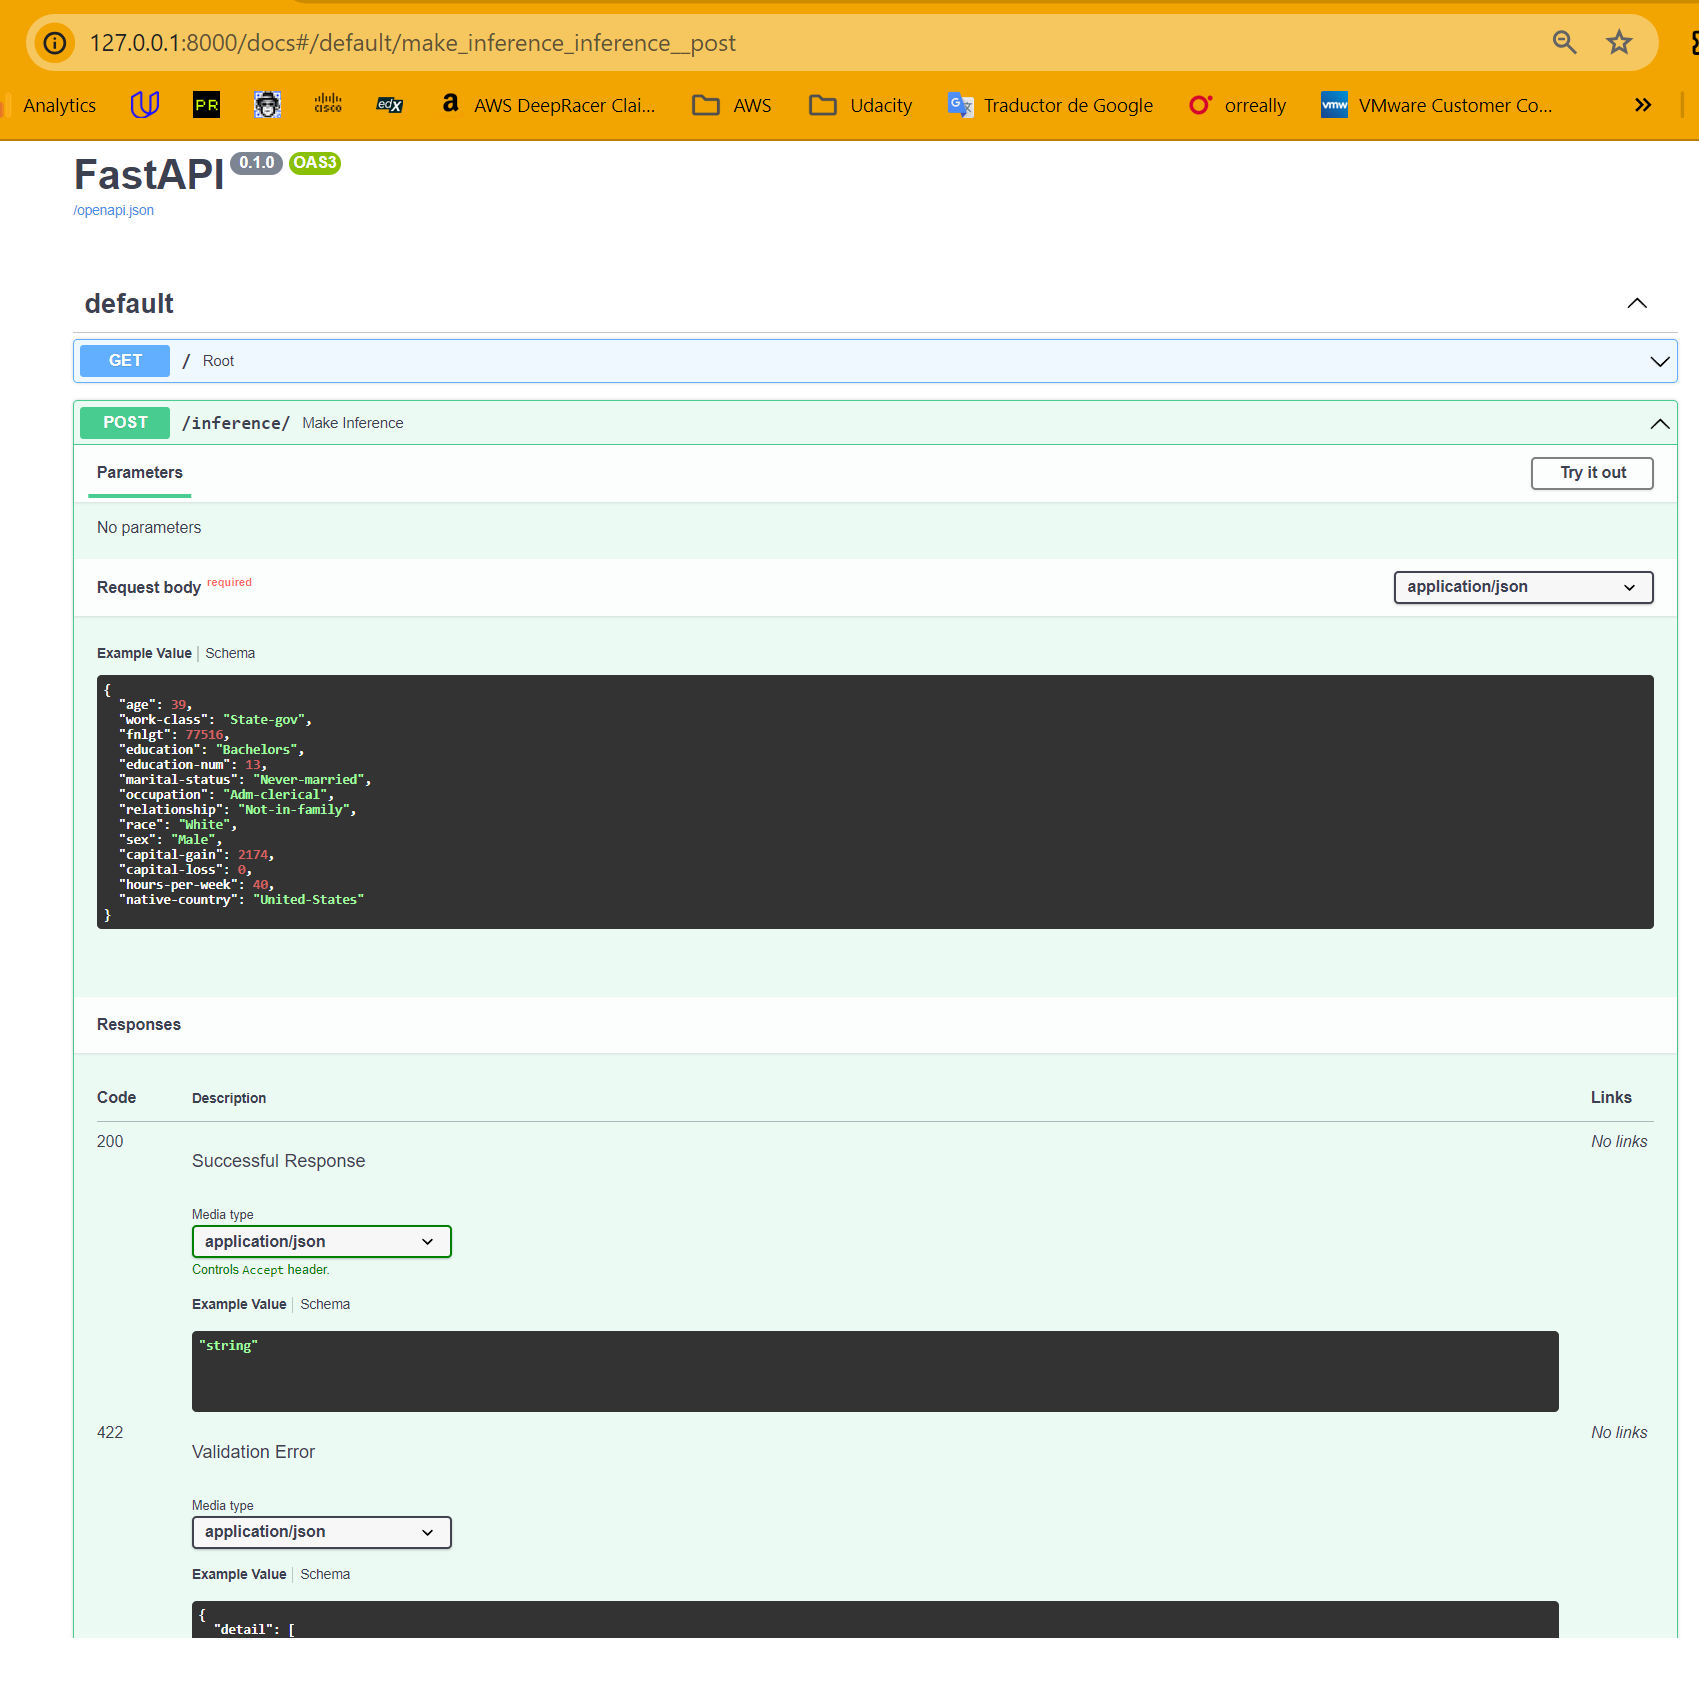 127.0.0.1:8000/docs#/default/make_inference_inference__post
Analytics PR cisco edX a AWS DeepRacer Clai... AWS Udacity Traductor de Google orreally vmw VMware Customer Co...
FastAPI 0.1.0 OAS3
/openapi.json
default
GET / Root
POST /inference/ Make Inference
Parameters Try it out
No parameters
Request body required application/json
Example Value Schema
{
"age": 39,
"work-class": "State-gov",
"fnlgt": 77516,
"education": "Bachelors",
"education-num": 13,
"marital-status": "Never-married",
"occupation": "Adm-clerical",
"relationship": "Not-in-family",
"race": "White",
"sex": "Male",
"capital-gain": 2174,
"capital-loss": 0,
"hours-per-week": 40,
"native-country": "United-States"
}
Responses
Code Description Links
200 No links
Successful Response
Media type
application/json
Controls Accept header.
Example Value Schema
"string"
422 No links
Validation Error
Media type
application/json
Example Value Schema
{
"detail": [